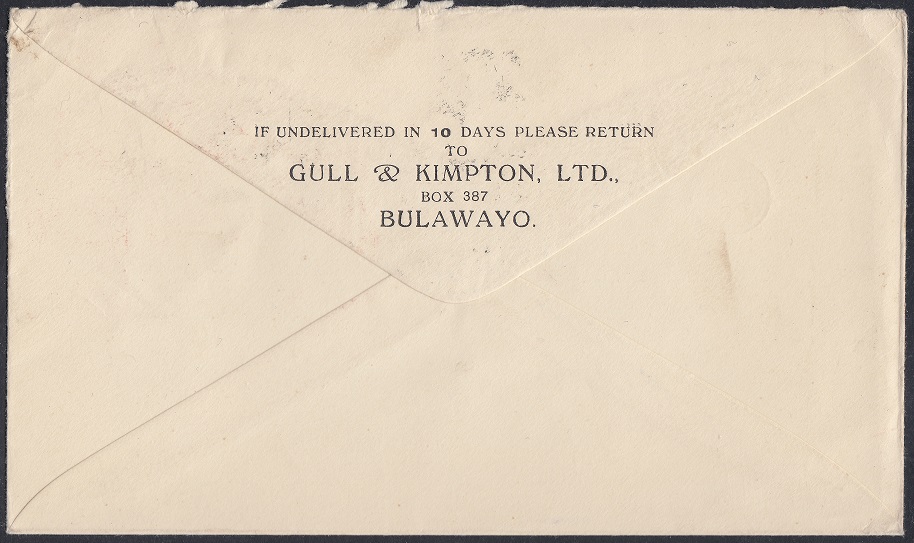 IF UNDELIVERED IN 10 DAYS PLEASE RETURN
TO
GULL & KIMPTON, LTD.,
BOX 387
BULAWAYO.